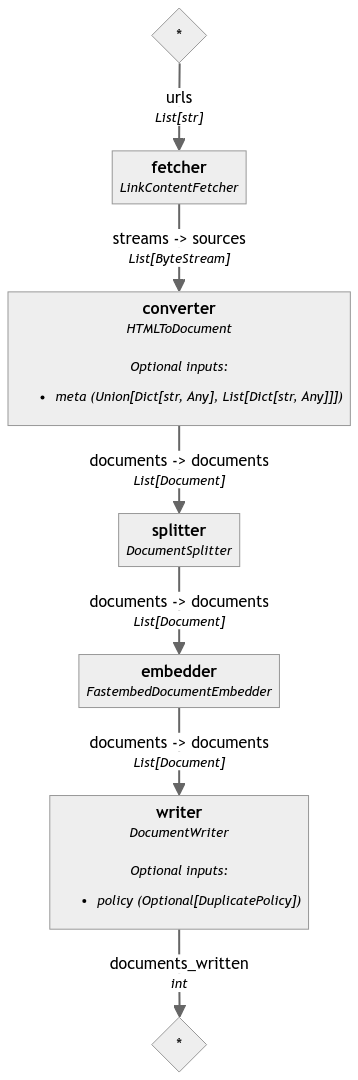 *
urls
List[str]
fetcher
LinkContentFetcher
streams -> sources
List[ByteStream]
converter
HTMLToDocument
Optional inputs:
• meta (Union[Dict[str, Any], List[Dict[str, Any]]])
documents -> documents
List[Document]
splitter
DocumentSplitter
documents -> documents
List[Document]
embedder
FastembedDocumentEmbedder
documents -> documents
List[Document]
writer
DocumentWriter
Optional inputs:
• policy (Optional[DuplicatePolicy])
documents_written
int
*